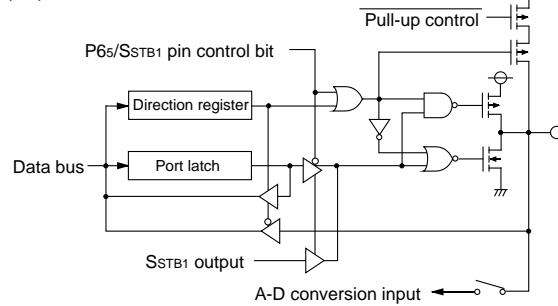 Pull-up control
P65/SSTB1 pin control bit
Direction register
Data bus
Port latch
SSTB1 output
A-D conversion input